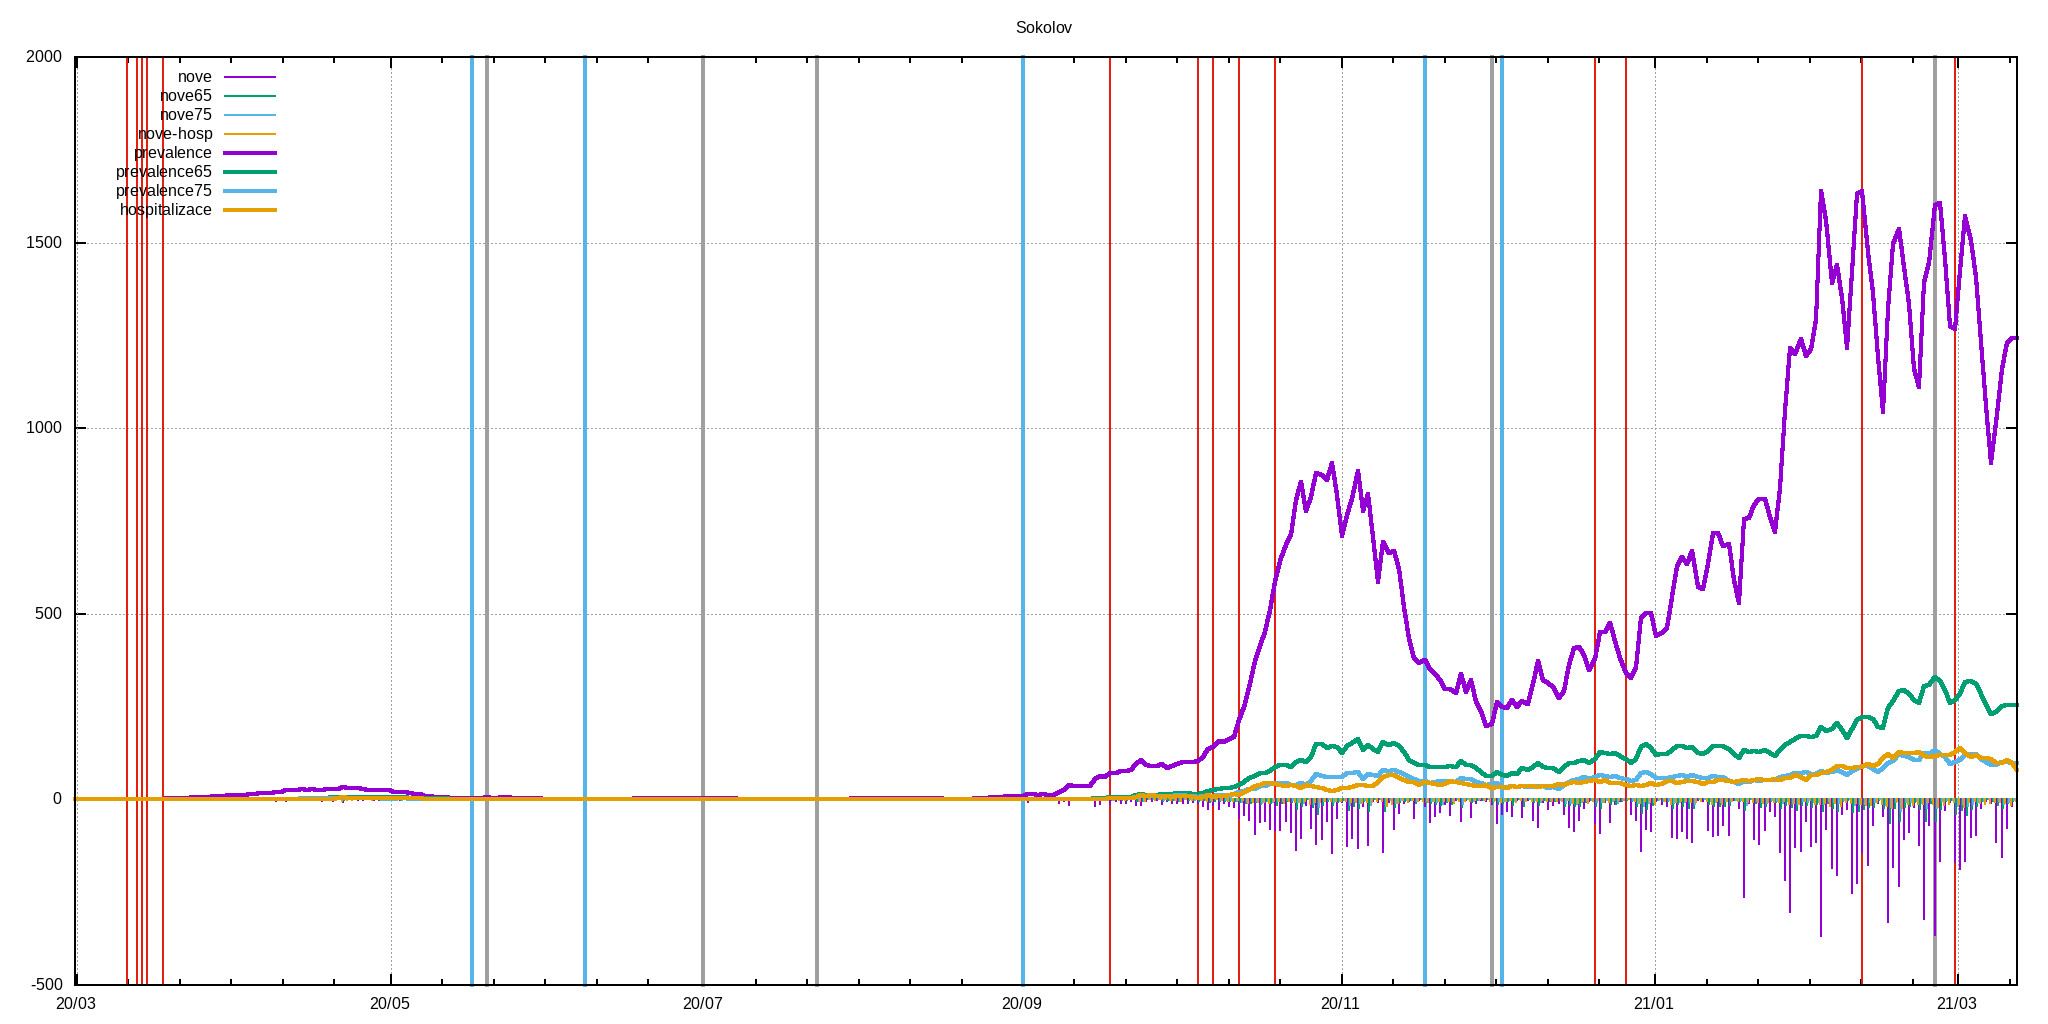 Sokolov
2000
1500
1000
500
0
-500
nove
nove65
nove75
nove-hosp
prevalence
prevalence65
prevalence75
hospitalizace
20/03 20/05 20/07 20/09 20/11 21/01 21/03